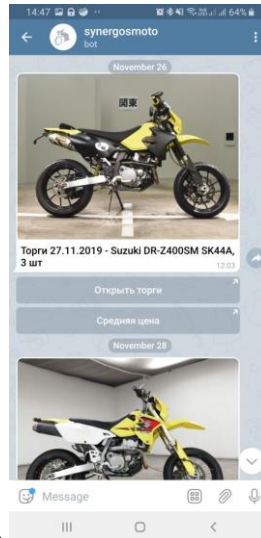 14:47
64%
synergosmoto
bot
November 26
関東
Торги 27.11.2019 - Suzuki DR-Z400SM SK44A,
3 шт
12:03
Открыть торги
Средняя цена
November 28
Message